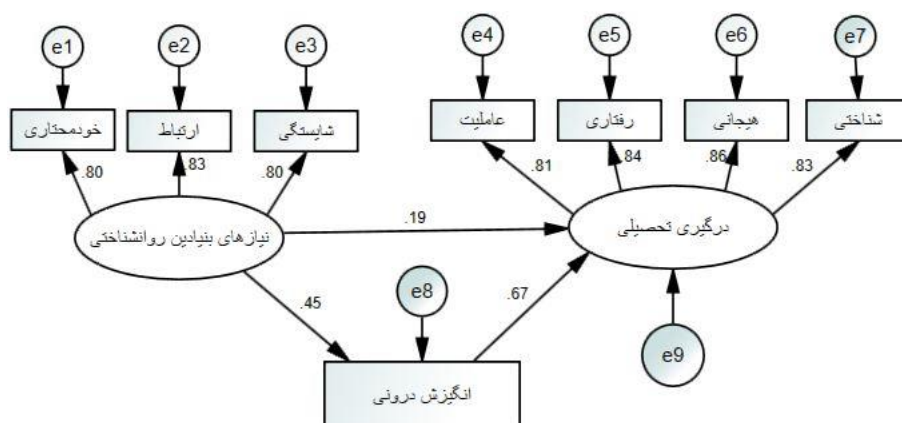 e1
e2
e3
e4
e5
e6
e7
خودمحتاری
ارتباط
شایستگی
عاملیت
رفتاری
هیجانی
شناختی
.80
.83
.80
.81
.84
.86
.83
نیازهای بنیادین روانشناختی
.19
درگیری تحصیلی
.45
e8
.67
e9
انگیزش درونی